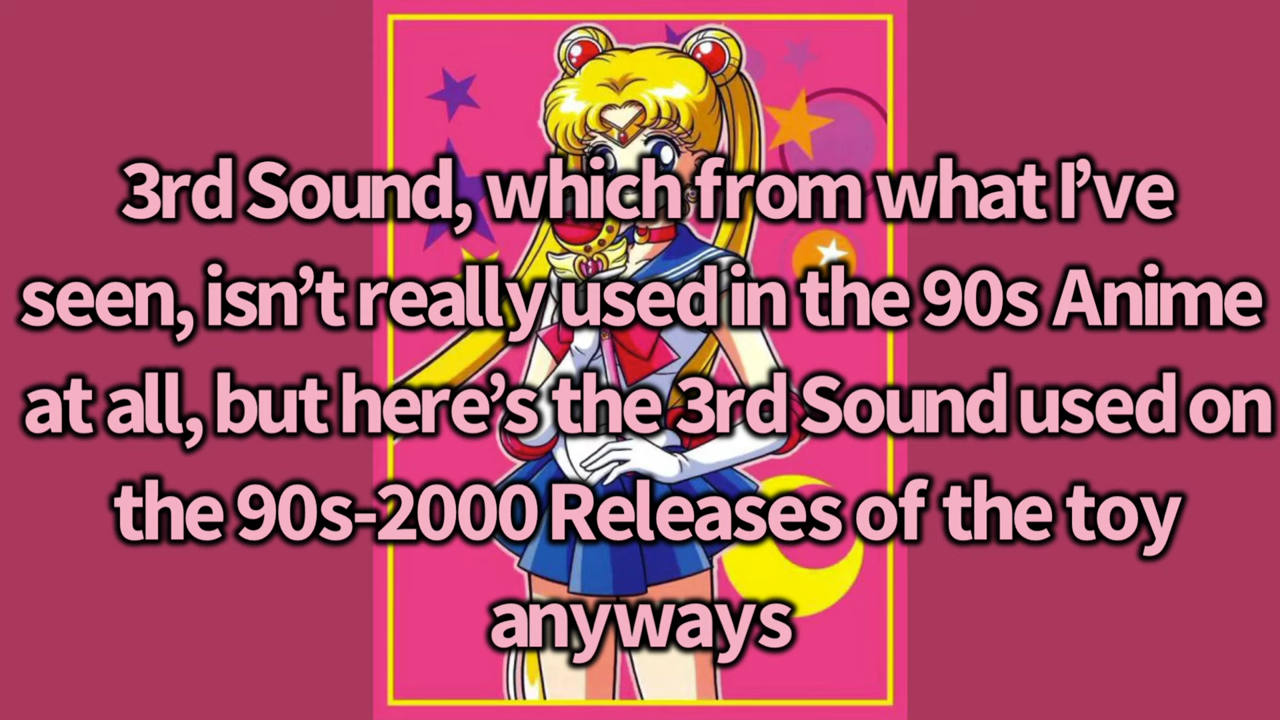 3rd Sound, which from what I’ve
seen, isn’t really used in the 90s Anime
at all, but here’s the 3rd Sound used on
the 90s-2000 Releases of the toy
anyways